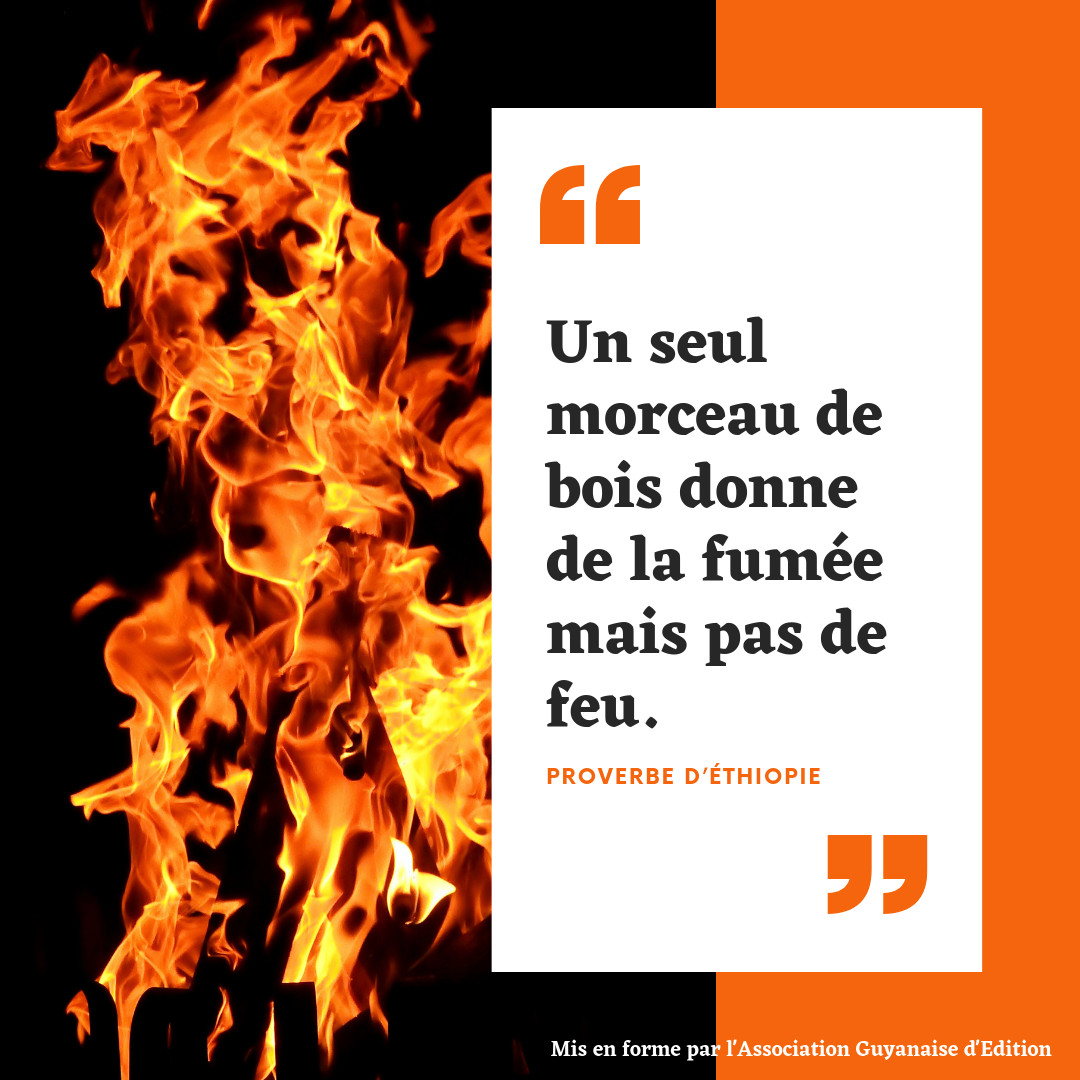 Un seul
morceau de
bois donne
de la fumée
mais pas de
feu.
PROVERBE D'ÉTHIOPIE
Mis en forme par l'Association Guyanaise d'Edition